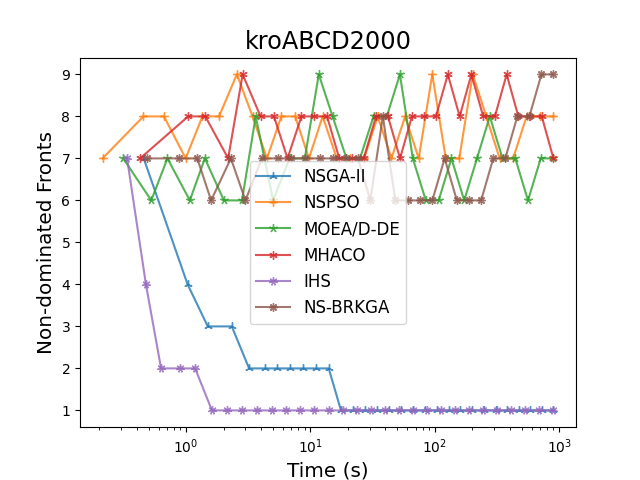 kroABCD2000
Non-dominated Fronts
9
8
7
6
5
4
3
2
1
NSGA-II
NSPSO
MOEA/D-DE
MHACO
IHS
NS-BRKGA
10⁰ 10¹ 10² 10³
Time (s)